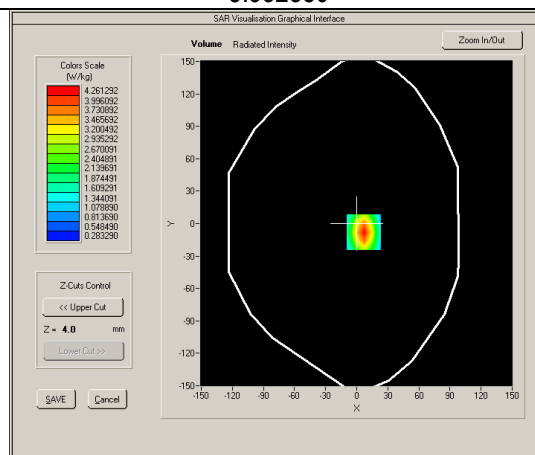 SAR Visualisation Graphical Interface
Volume Radiated Intensity
Zoom In/Out
Colors Scale
(W/kg)
4.261292
3.996092
3.730892
3.465692
3.200492
2.935292
2.670091
2.404891
2.139691
1.874491
1.609291
1.344091
1.078890
0.813690
0.548490
0.283290
Z-Cuts Control
<< Upper Cut
Z = 4.0 mm
Lower Cut >>
SAVE Cancel
150-
120-
90-
60-
30-
0-
-30-
-60-
-90-
-120-
-150-
Y
-150 -120 -90 -60 -30 0 30 60 90 120 150
X